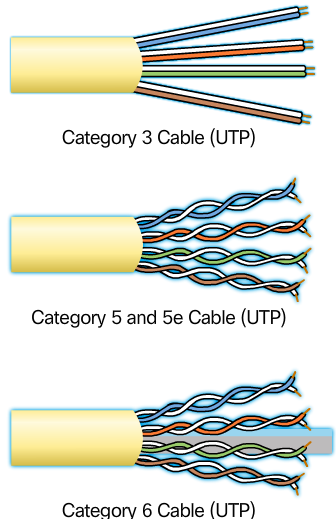 Category 3 Cable (UTP)
Category 5 and 5e Cable (UTP)
Category 6 Cable (UTP)